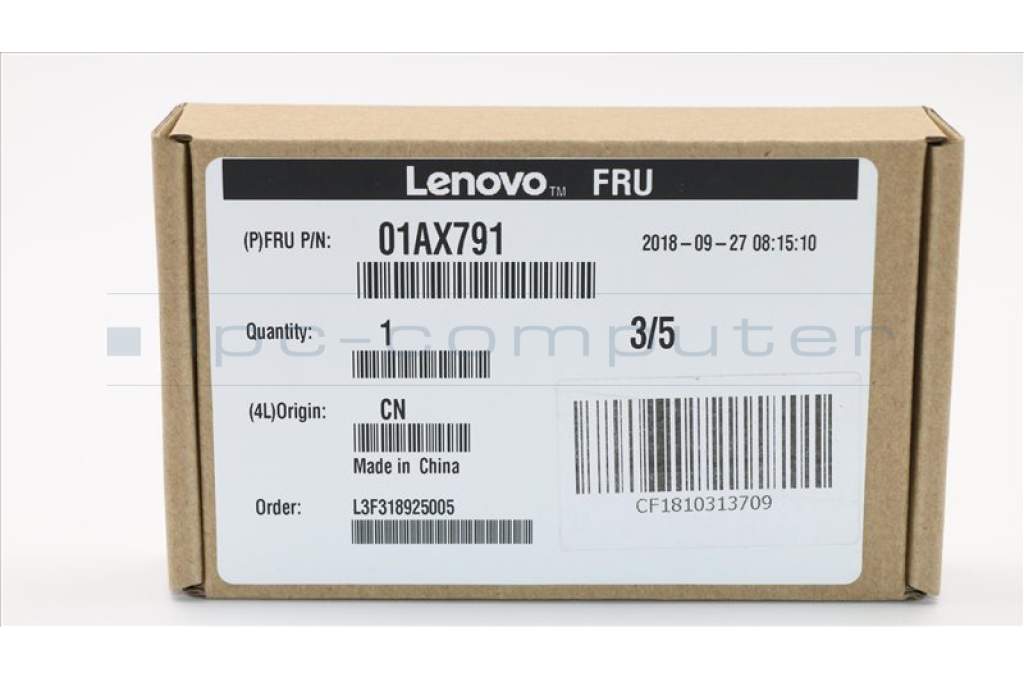 Lenovo™ FRU
(P)FRU P/N: 01AX791 2018-09-27 08:15:10
Quantity: 1 3/5
ipc-computer
(4L)Origin: CN
Made in China
CF1810313709
Order: L3F318925005